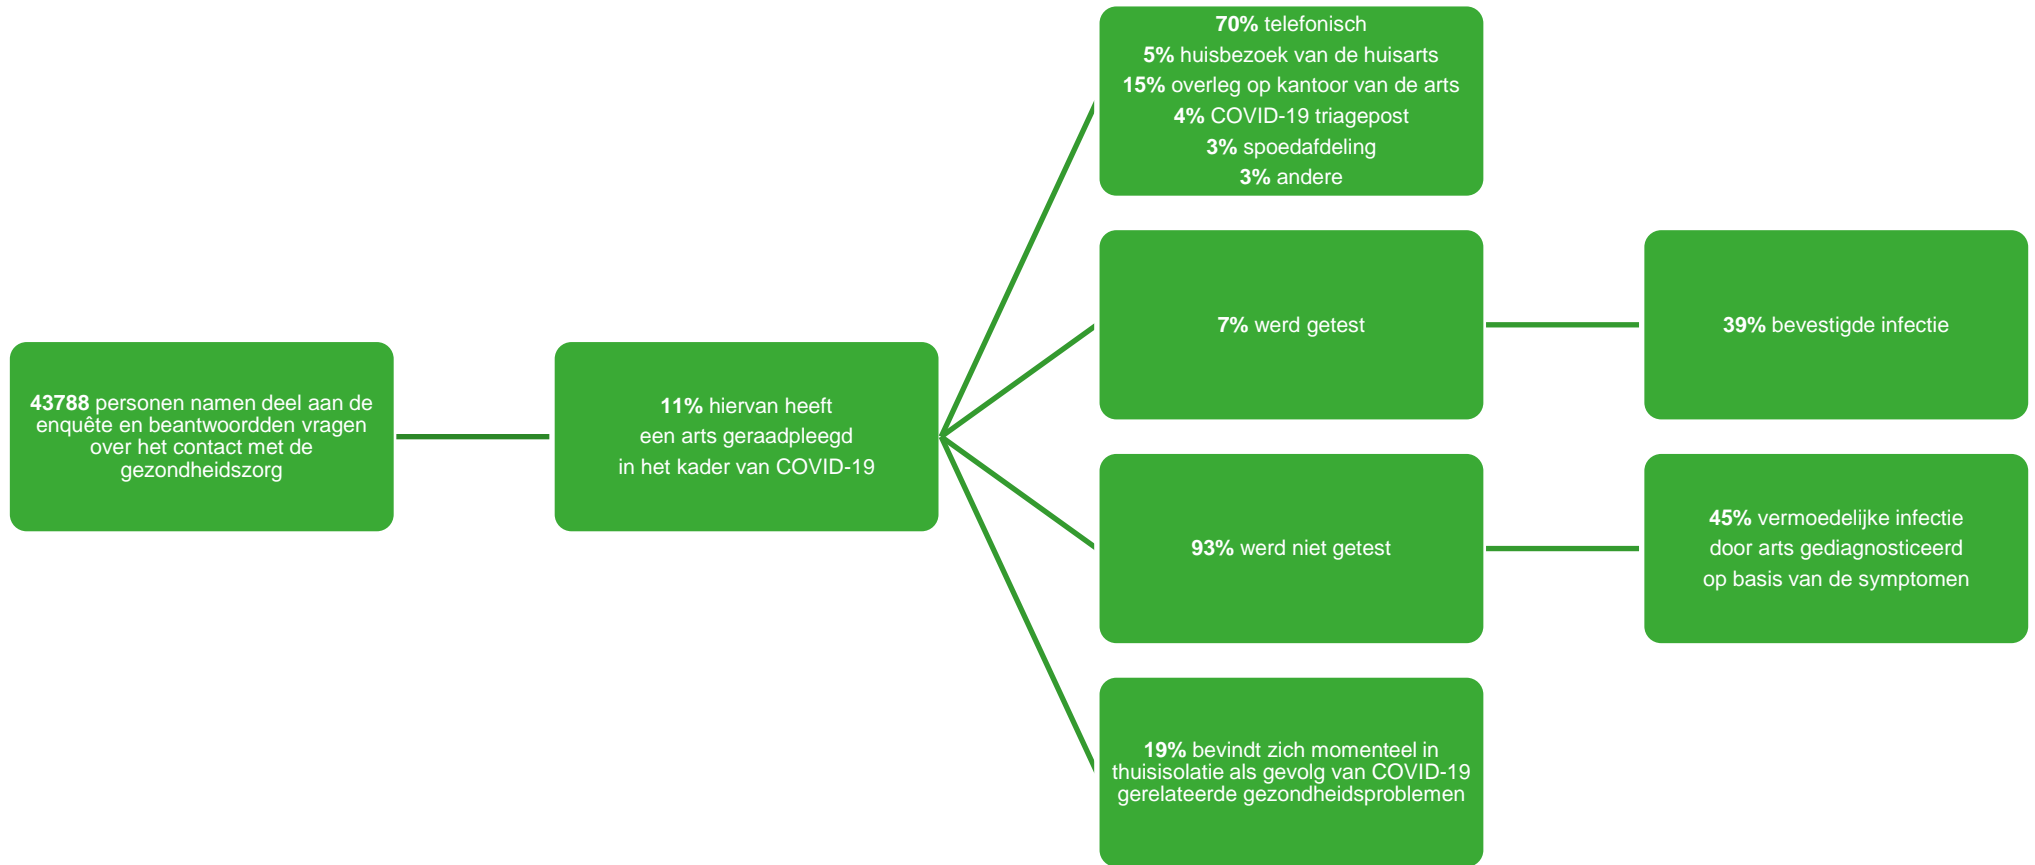 43788 personen namen deel aan de
enquête en beantwoordden vragen
over het contact met de
gezondheidszorg
11% hiervan heeft
een arts geraadpleegd
in het kader van COVID-19
70% telefonisch
5% huisbezoek van de huisarts
15% overleg op kantoor van de arts
4% COVID-19 triagepost
3% spoedafdeling
3% andere
7% werd getest
39% bevestigde infectie
93% werd niet getest
45% vermoedelijke infectie
door arts gediagnosticeerd
op basis van de symptomen
19% bevindt zich momenteel in
thuisisolatie als gevolg van COVID-19
gerelateerde gezondheidsproblemen